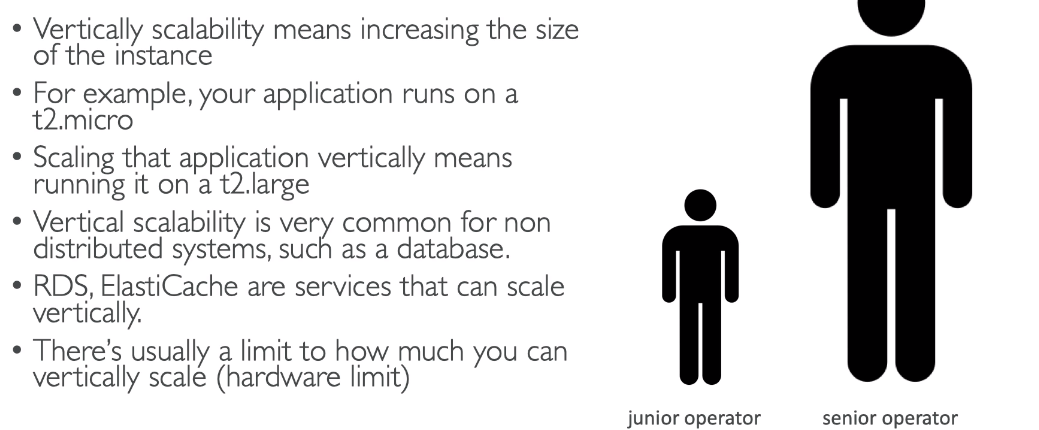 • Vertically scalability means increasing the size
of the instance
• For example, your application runs on a
t2.micro
• Scaling that application vertically means
running it on a t2.large
• Vertical scalability is very common for non
distributed systems, such as a database.
• RDS, ElastiCache are services that can scale
vertically.
• There's usually a limit to how much you can
vertically scale (hardware limit)
junior operator
senior operator